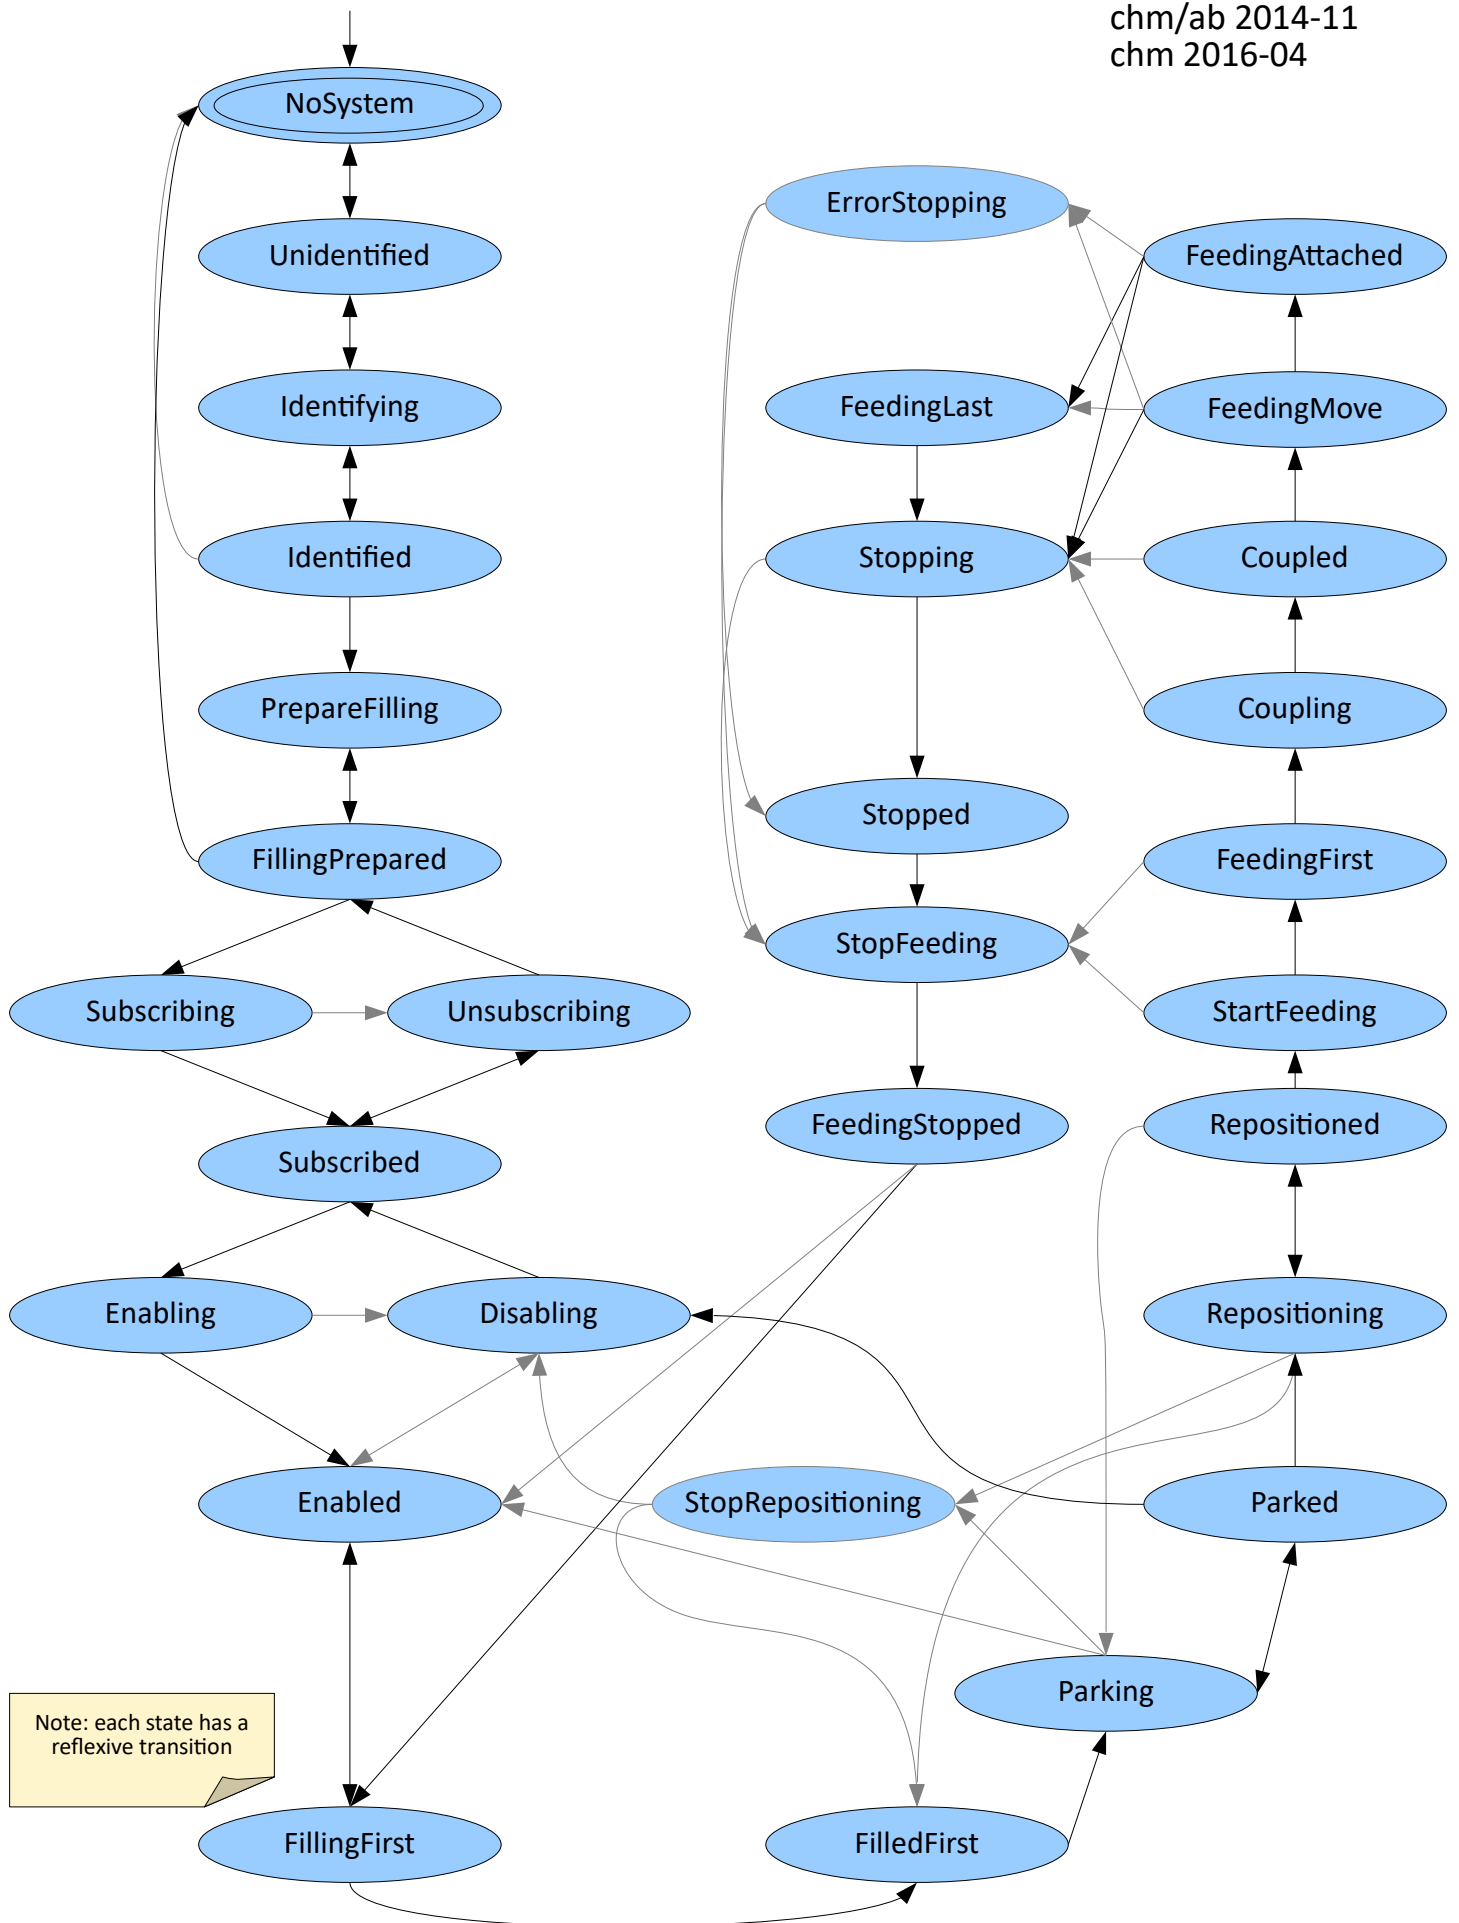 chm/ab 2014-11
chm 2016-04
NoSystem
ErrorStopping
Unidentified
FeedingAttached
Identifying
FeedingLast
FeedingMove
Identified
Stopping
Coupled
PrepareFilling
Coupling
Stopped
FillingPrepared
FeedingFirst
StopFeeding
Subscribing
Unsubscribing
StartFeeding
FeedingStopped
Repositioned
Subscribed
Enabling
Disabling
Repositioning
Enabled
StopRepositioning
Parked
Parking
Note: each state has a
reflexive transition
FillingFirst
FilledFirst